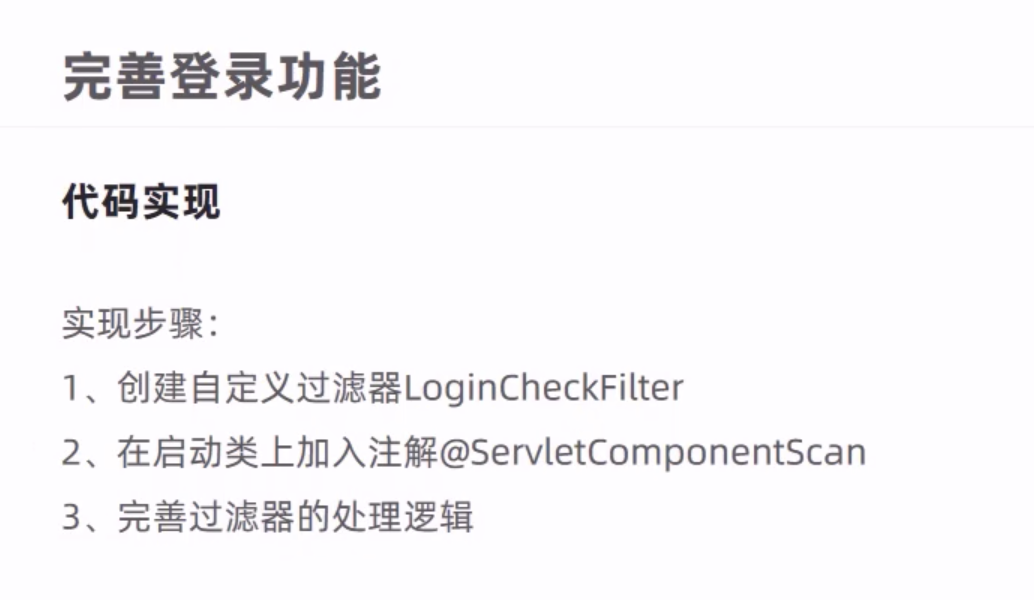 完善登录功能
代码实现
实现步骤：
1、创建自定义过滤器LoginCheckFilter
2、在启动类上加入注解@ServletComponentScan
3、完善过滤器的处理逻辑